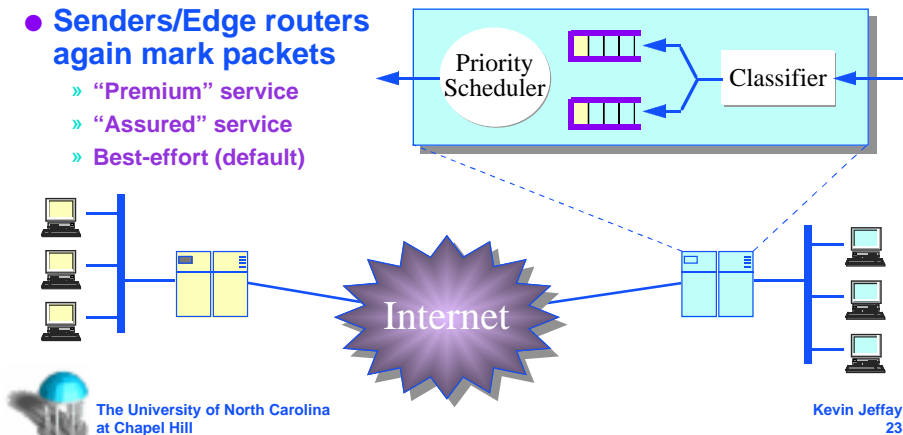 ● Senders/Edge routers
again mark packets
» “Premium” service
» “Assured” service
» Best-effort (default)
Priority
Scheduler
Classifier
Internet
The University of North Carolina
at Chapel Hill
Kevin Jeffay
23